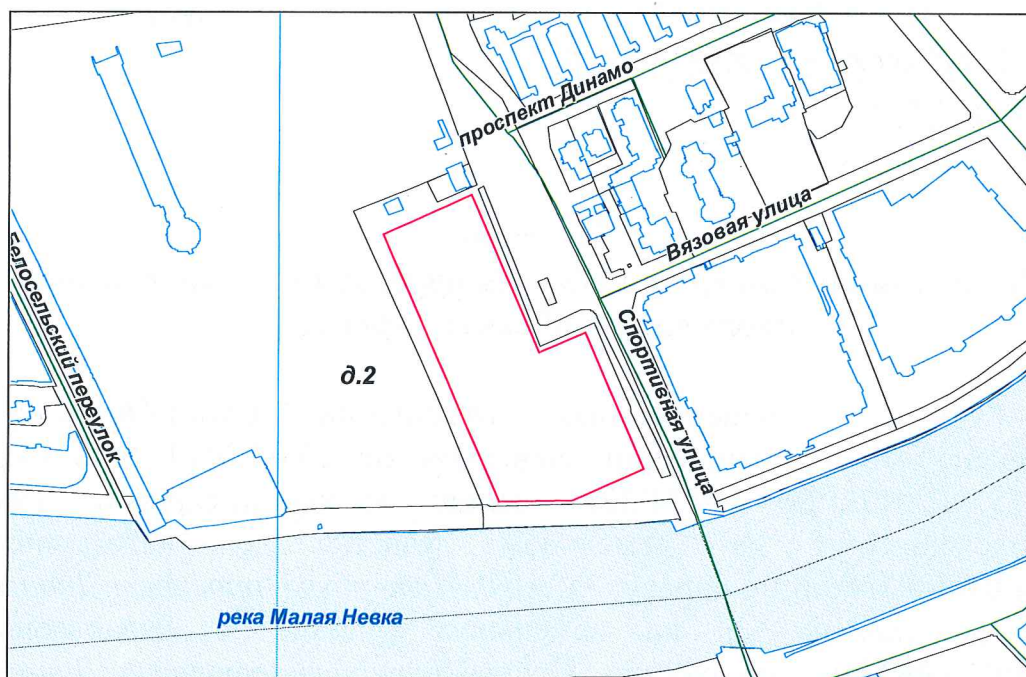 проспект Динамо
Вязовая улица
Белосельский переулок
Спортивная улица
д.2
река Малая Невка